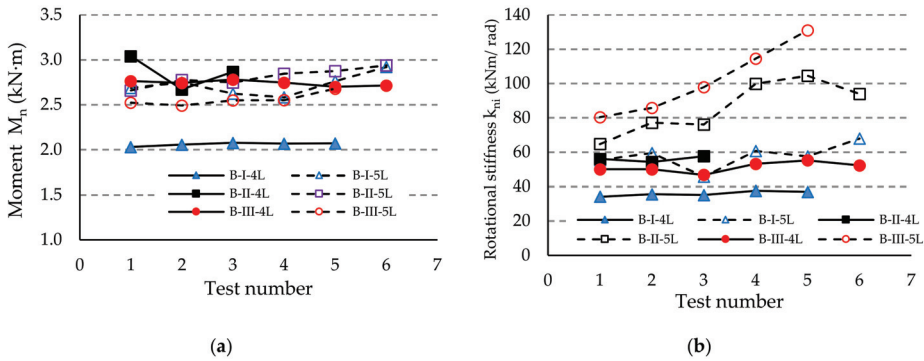 3.5
3.0
2.5
2.0
1.5
1.0
Moment Mn (kN·m)
B-I-4L
B-I-5L
B-II-4L
B-II-5L
B-III-4L
B-III-5L
0 1 2 3 4 5 6 7
Test number
(a)
140
120
100
80
60
40
20
0
Rotational stiffness kni (kNm/ rad)
B-I-4L
B-I-5L
B-II-4L
B-II-5L
B-III-4L
B-III-5L
0 1 2 3 4 5 6 7
Test number
(b)